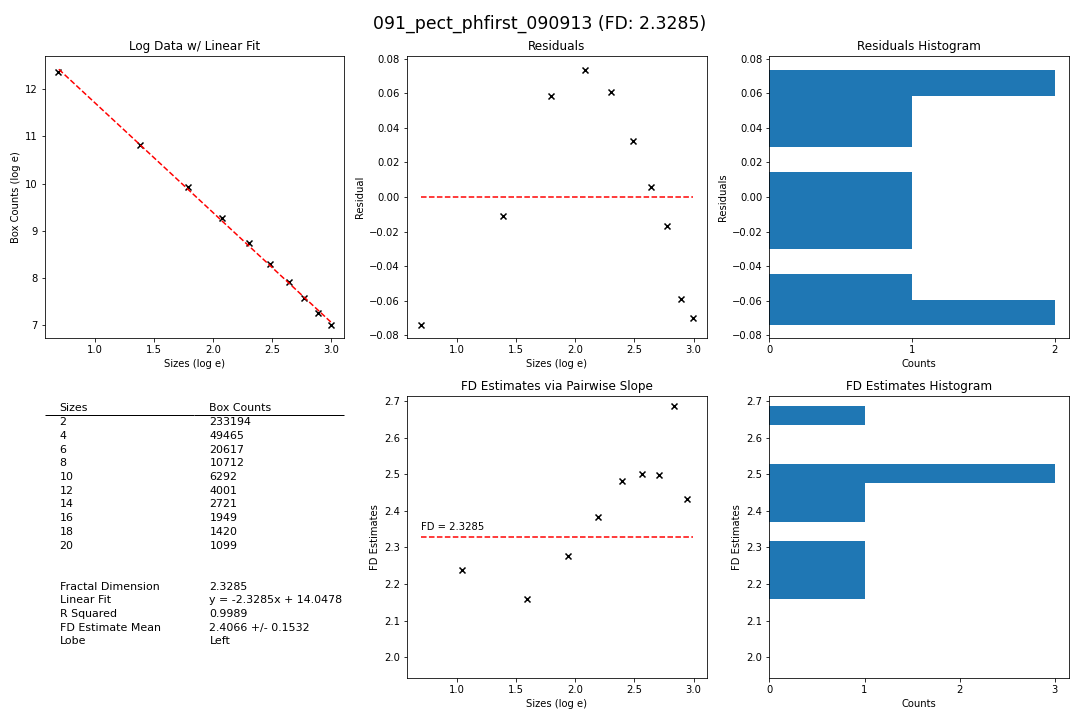 091_pect_phfirst_090913 (FD: 2.3285)
Log Data w/ Linear Fit
Box Counts (log e)
12
11
10
9
8
7
1.0 1.5 2.0 2.5 3.0
Sizes (log e)
Residuals
Residual
0.08
0.06
0.04
0.02
0.00
−0.02
−0.04
−0.06
−0.08
1.0 1.5 2.0 2.5 3.0
Sizes (log e)
Residuals Histogram
Residuals
0.08
0.06
0.04
0.02
0.00
−0.02
−0.04
−0.06
−0.08
0 1 2
Counts
Sizes Box Counts
2 233194
4 49465
6 20617
8 10712
10 6292
12 4001
14 2721
16 1949
18 1420
20 1099
Fractal Dimension 2.3285
Linear Fit y = -2.3285x + 14.0478
R Squared 0.9989
FD Estimate Mean 2.4066 +/- 0.1532
Lobe Left
FD Estimates via Pairwise Slope
FD Estimates
2.7
2.6
2.5
2.4
2.3
2.2
2.1
2.0
FD = 2.3285
1.0 1.5 2.0 2.5 3.0
Sizes (log e)
FD Estimates Histogram
FD Estimates
2.7
2.6
2.5
2.4
2.3
2.2
2.1
2.0
0 1 2 3
Counts